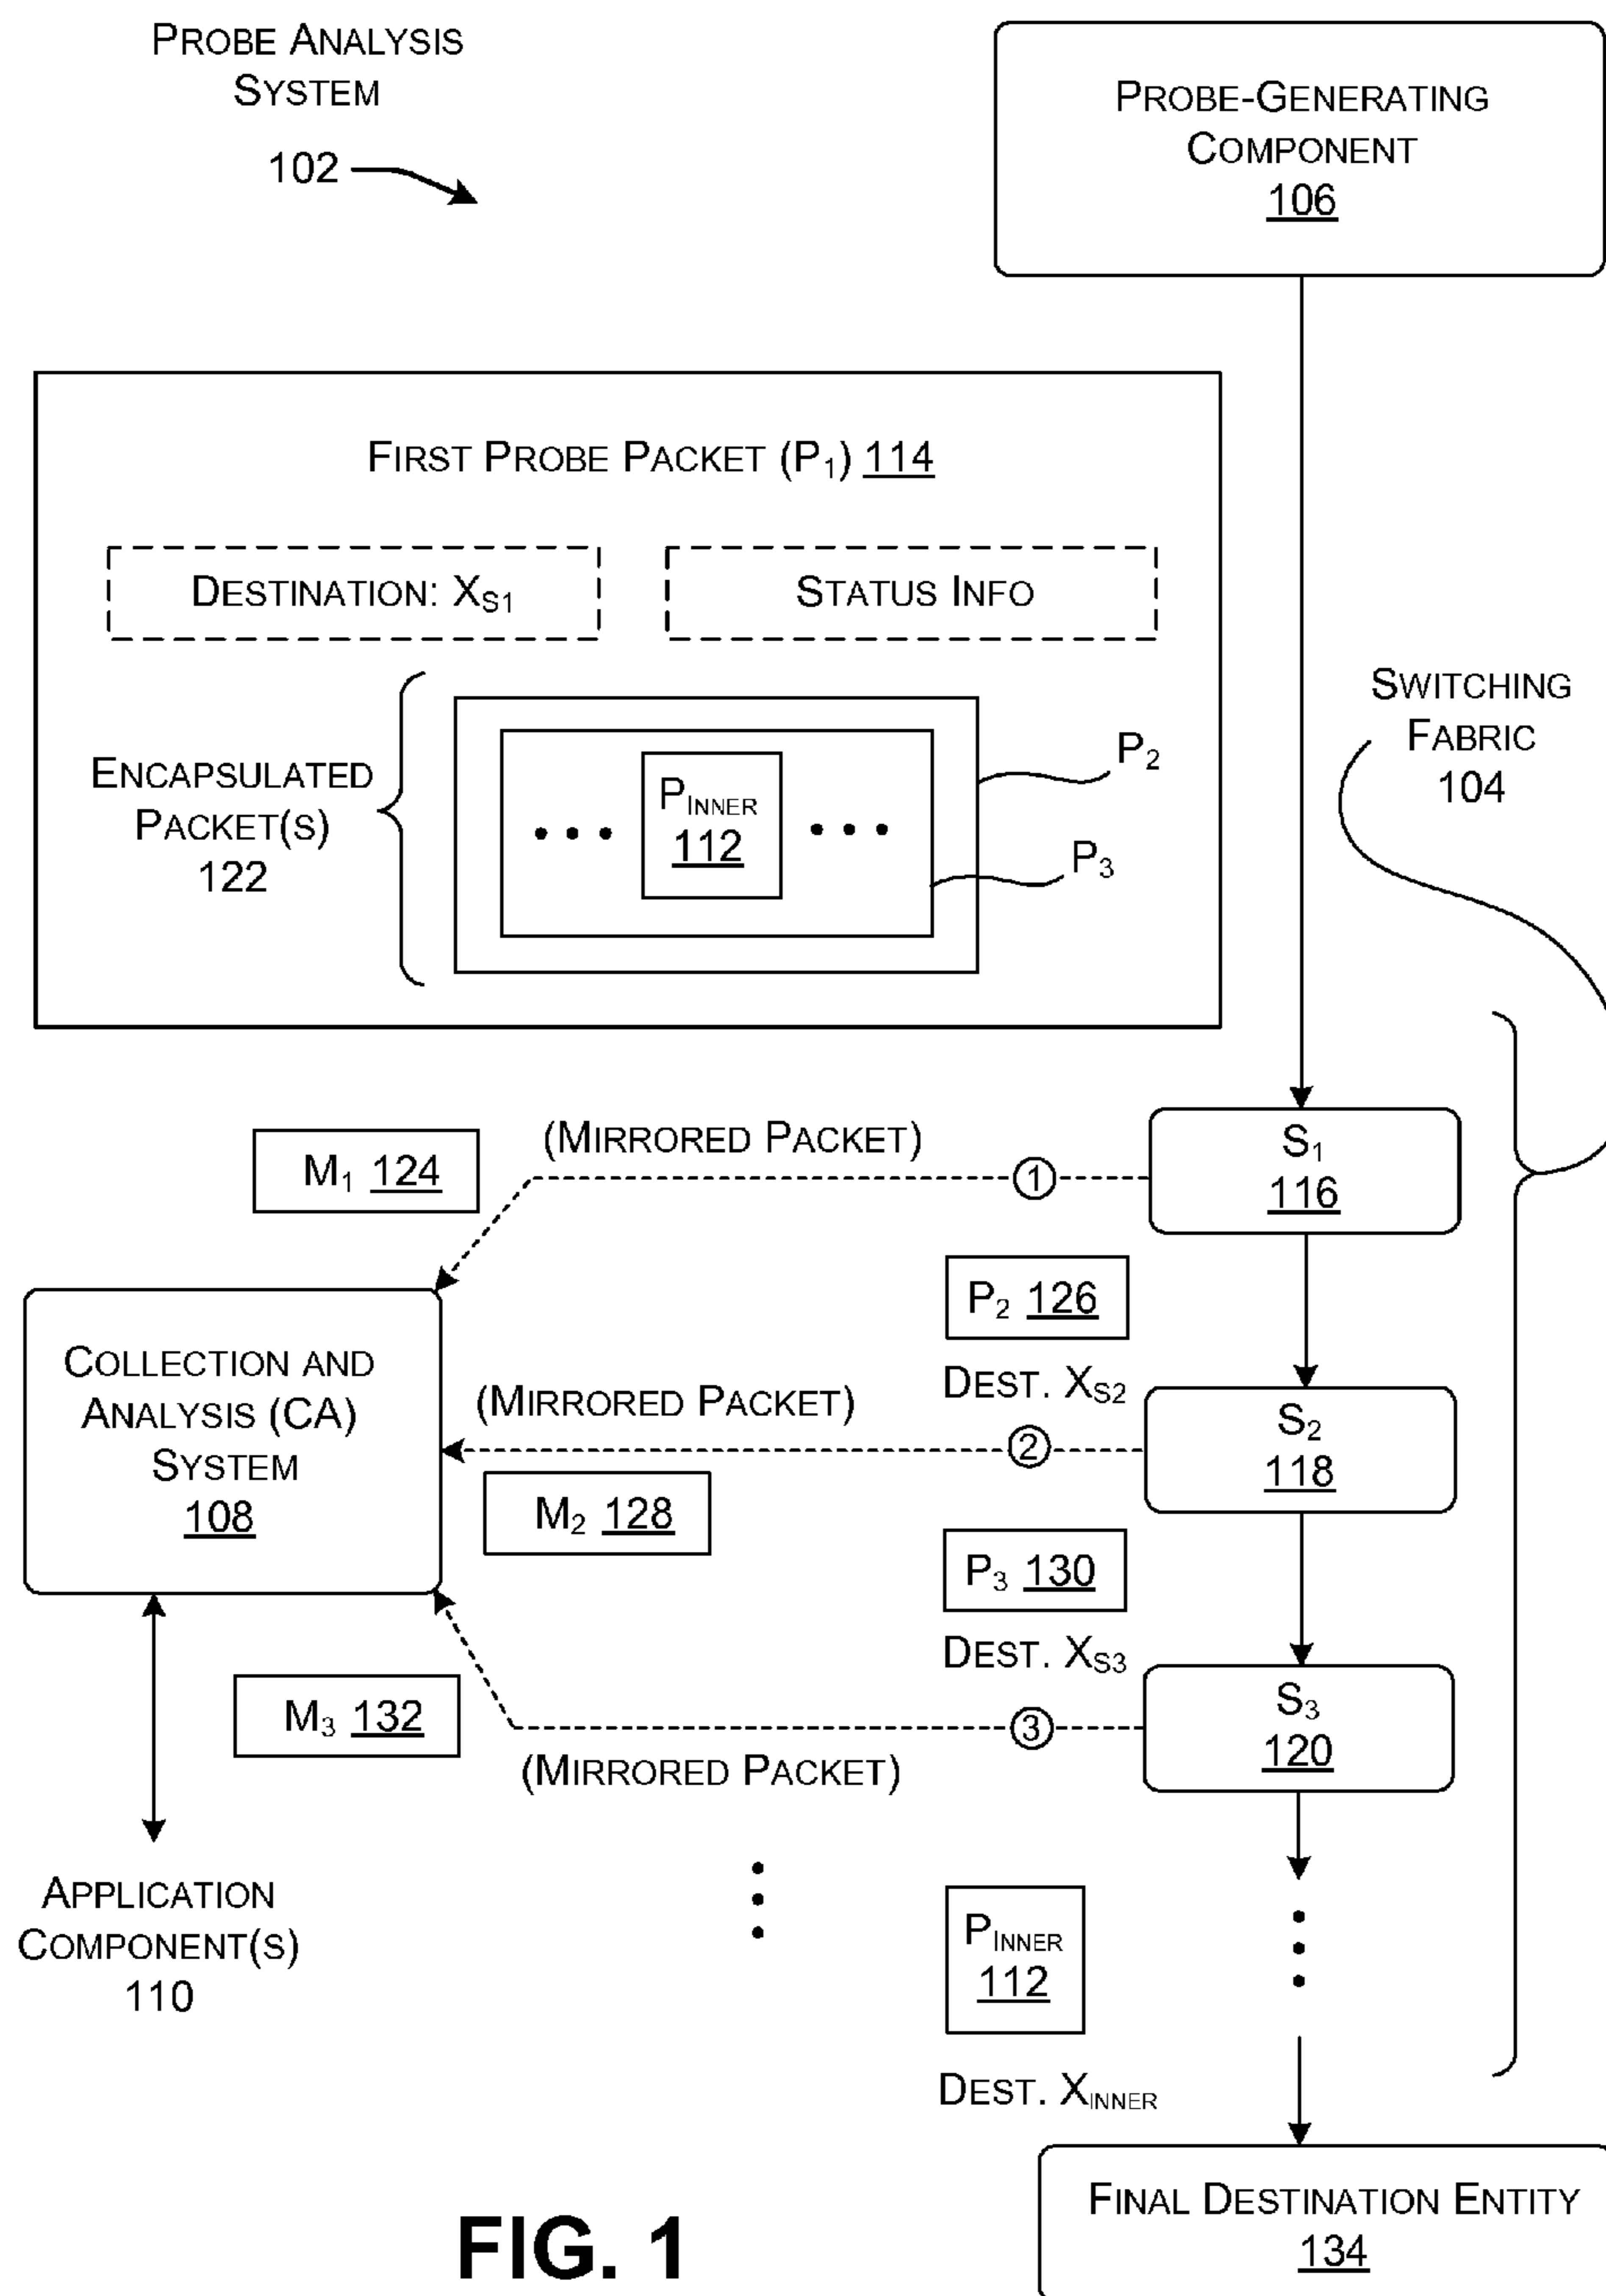 PROBE ANALYSIS
SYSTEM
102
PROBE-GENERATING
COMPONENT
106
FIRST PROBE PACKET (P1) 114
DESTINATION: XS1
STATUS INFO
ENCAPSULATED
PACKET(S)
122
PINNER
112
P2
P3
SWITCHING
FABRIC
104
(MIRRORED PACKET)
M1 124
1
S1
116
P2 126
DEST. XS2
COLLECTION AND
ANALYSIS (CA)
SYSTEM
108
(MIRRORED PACKET)
2
M2 128
S2
118
P3 130
DEST. XS3
M3 132
3
(MIRRORED PACKET)
S3
120
APPLICATION
COMPONENT(S)
110
PINNER
112
DEST. XINNER
FINAL DESTINATION ENTITY
134
FIG. 1